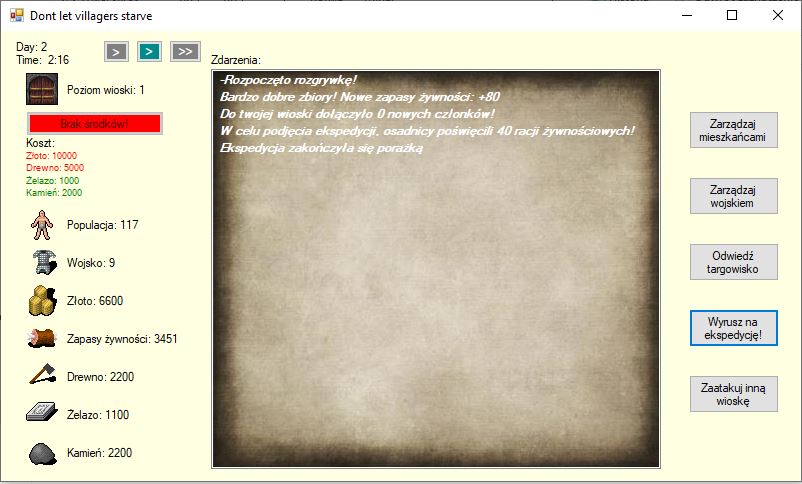 Dont let villagers starve
Day: 2
Time: 2:16
>
>
>>
Poziom wioski: 1
Brak środków!
Koszt:
Złoto: 10000
Drewno: 5000
Żelazo: 1000
Kamień: 2000
Populacja: 117
Wojsko: 9
Złoto: 6600
Zapasy żywności: 3451
Drewno: 2200
Żelazo: 1100
Kamień: 2200
Zdarzenia:
-Rozpoczęto rozgrywkę!
Bardzo dobre zbiory! Nowe zapasy żywności: +80
Do twojej wioski dołączyło 0 nowych członków!
W celu podjęcia ekspedycji, osadnicy poświęcili 40 racji żywnościowych!
Ekspedycja zakończyła się porażką
Zarządzaj
mieszkańcami
Zarządzaj
wojskiem
Odwiedź
targowisko
Wyrusz na
ekspedycję!
Zaatakuj inną
wioskę